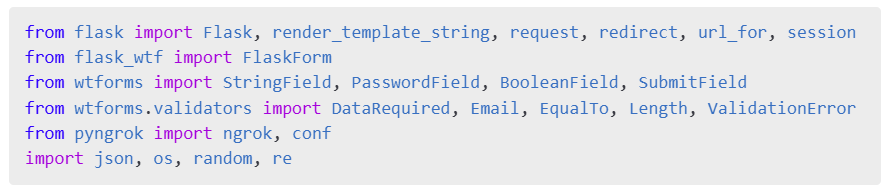 from flask import Flask, render_template_string, request, redirect, url_for, session
from flask_wtf import FlaskForm
from wtforms import StringField, PasswordField, BooleanField, SubmitField
from wtforms.validators import DataRequired, Email, EqualTo, Length, ValidationError
from pyngrok import ngrok, conf
import json, os, random, re